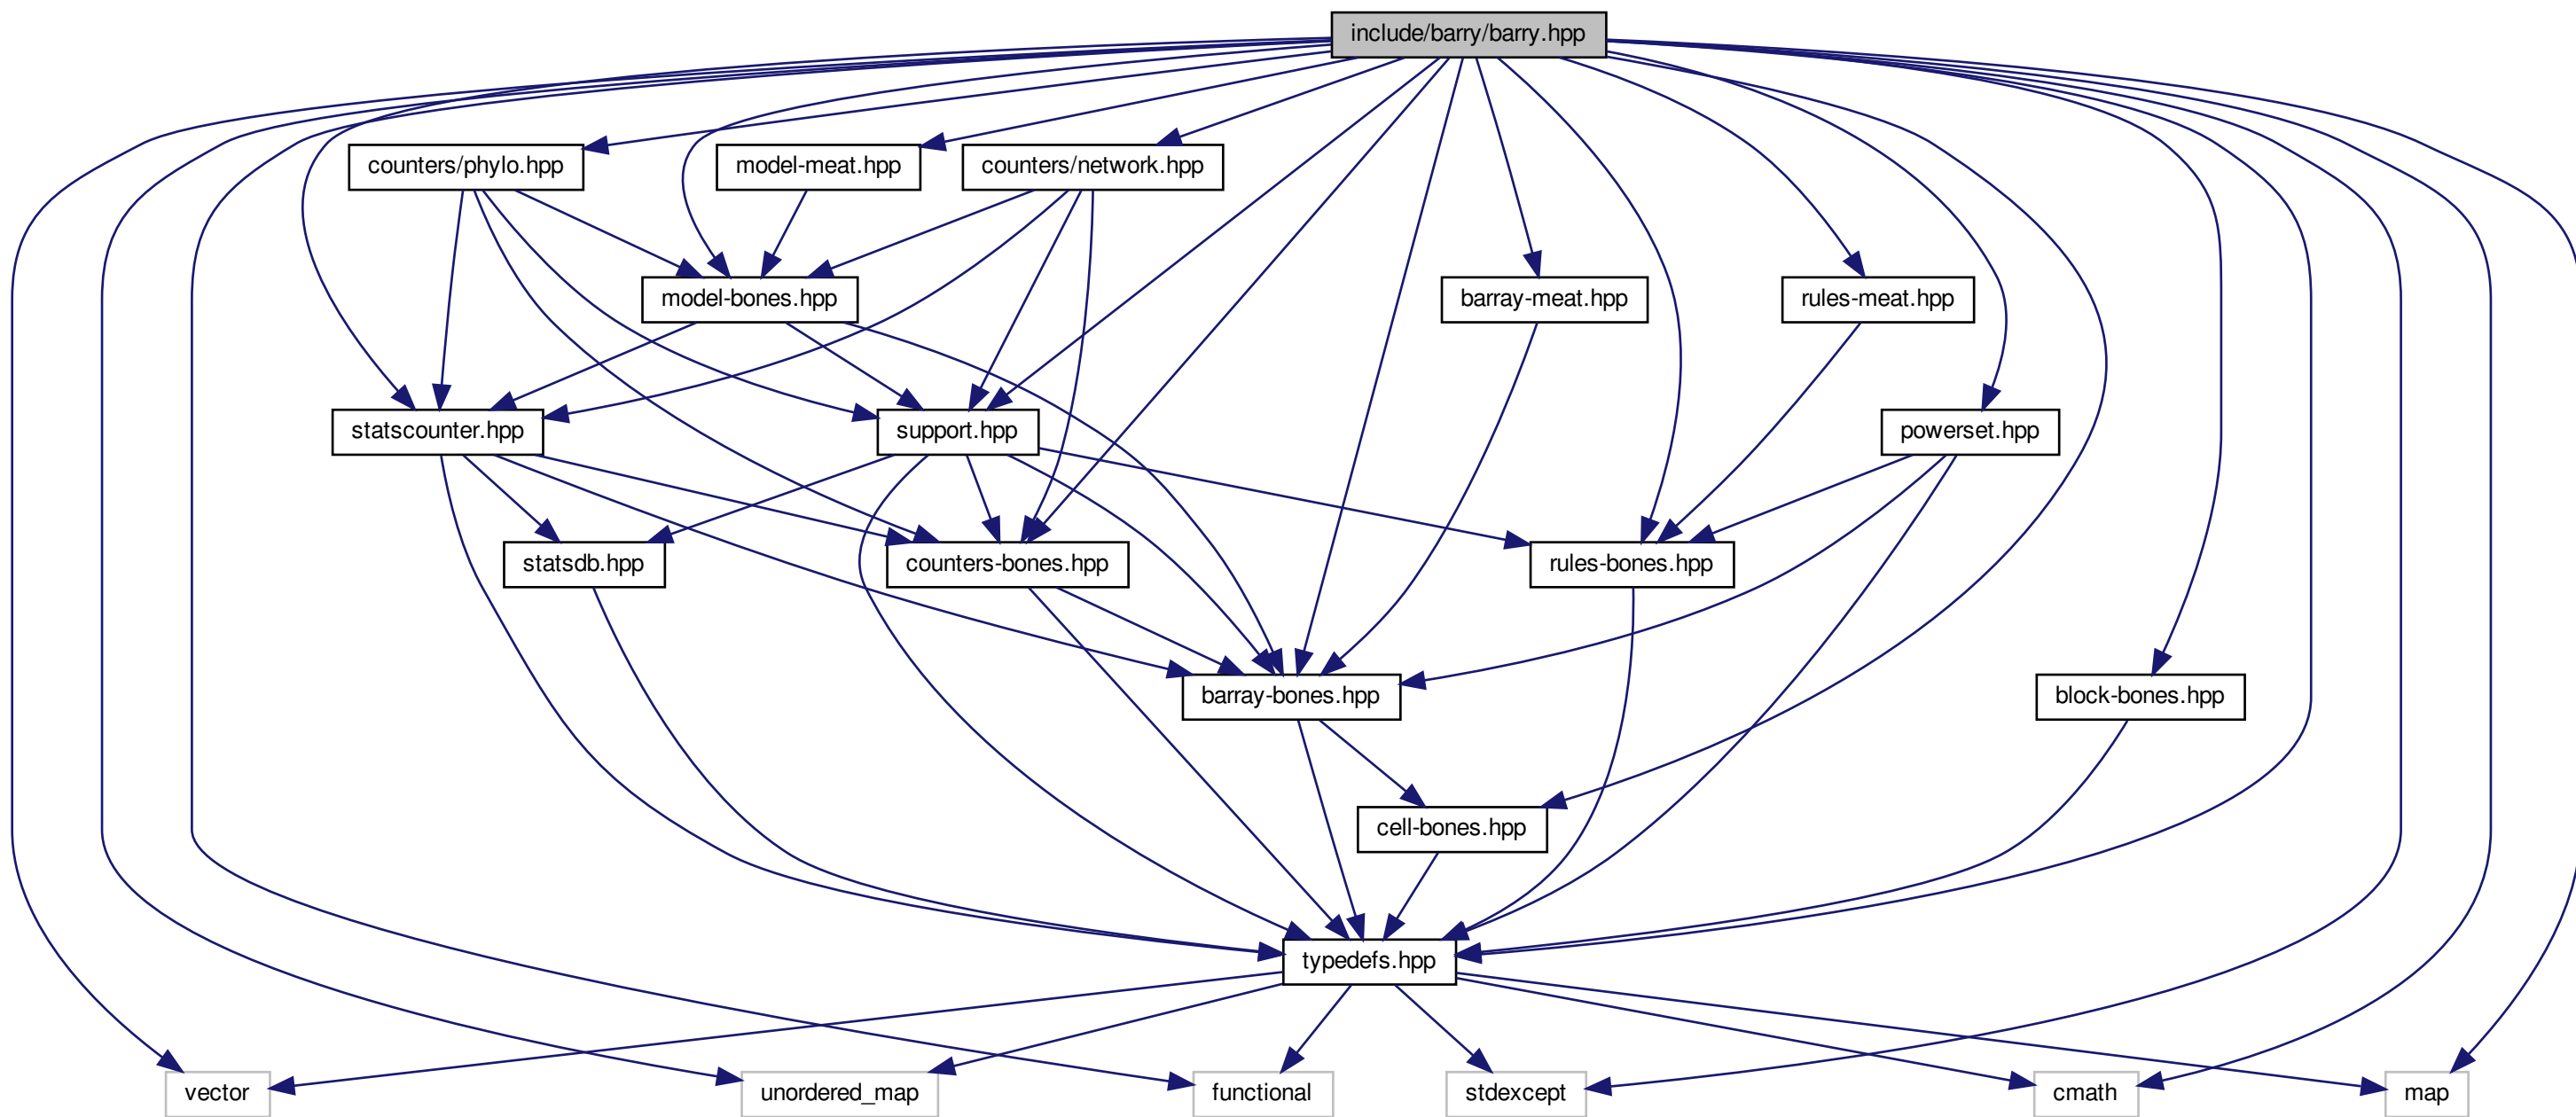 include/barry/barry.hpp
counters/phylo.hpp
model-meat.hpp
counters/network.hpp
model-bones.hpp
barray-meat.hpp
rules-meat.hpp
statscounter.hpp
support.hpp
powerset.hpp
statsdb.hpp
counters-bones.hpp
rules-bones.hpp
barray-bones.hpp
block-bones.hpp
cell-bones.hpp
typedefs.hpp
vector
unordered_map
functional
stdexcept
cmath
map